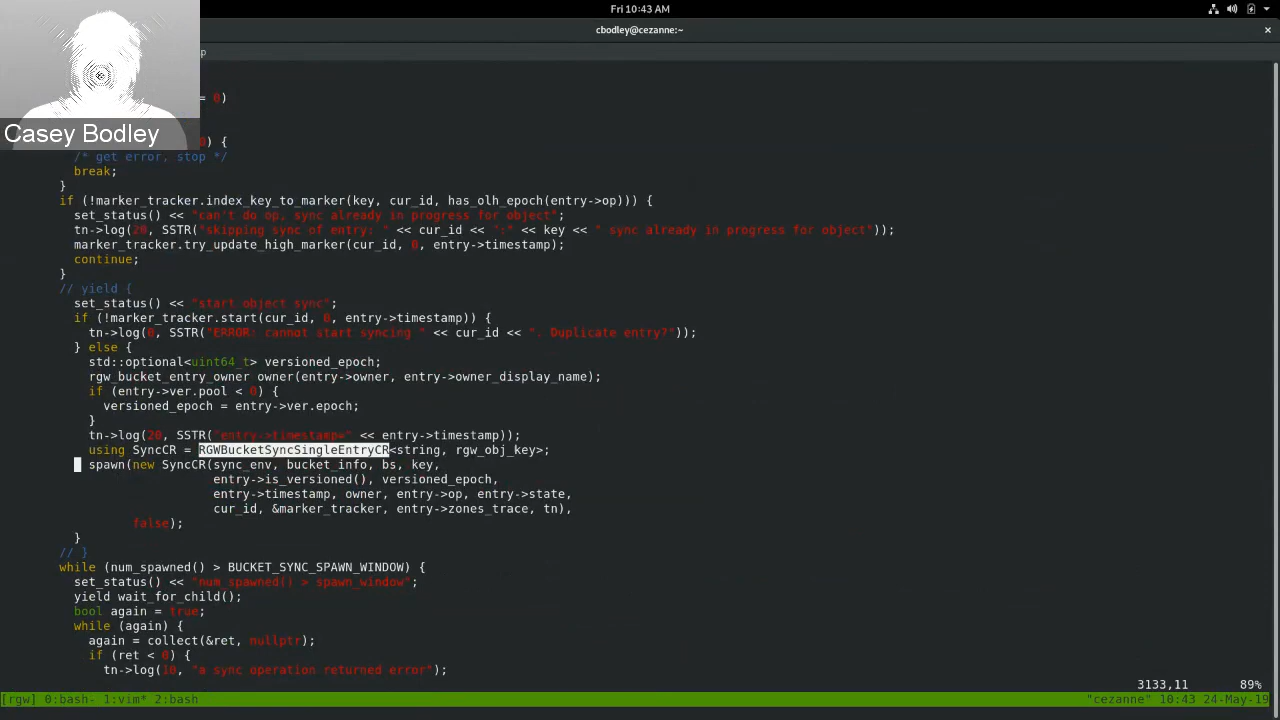 Fri 10:43 AM
cbodley@cezanne:~
×
p
Casey Bodley
= 0)
0) {
/* get error, stop */
break;
}
if (!marker_tracker.index_key_to_marker(key, cur_id, has_olh_epoch(entry->op))) {
set_status() << "can't do op, sync already in progress for object";
tn->log(20, SSTR("skipping sync of entry: " << cur_id << ":" << key << " sync already in progress for object"));
marker_tracker.try_update_high_marker(cur_id, 0, entry->timestamp);
continue;
}
// yield {
set_status() << "start object sync";
if (!marker_tracker.start(cur_id, 0, entry->timestamp)) {
tn->log(0, SSTR("ERROR: cannot start syncing " << cur_id << ". Duplicate entry?"));
} else {
std::optional<uint64_t> versioned_epoch;
rgw_bucket_entry_owner owner(entry->owner, entry->owner_display_name);
if (entry->ver.pool < 0) {
versioned_epoch = entry->ver.epoch;
}
tn->log(20, SSTR("entry->timestamp=" << entry->timestamp));
using SyncCR = RGWBucketSyncSingleEntryCR<string, rgw_obj_key>;
spawn(new SyncCR(sync_env, bucket_info, bs, key,
entry->is_versioned(), versioned_epoch,
entry->timestamp, owner, entry->op, entry->state,
cur_id, &marker_tracker, entry->zones_trace, tn),
false);
}
// }
while (num_spawned() > BUCKET_SYNC_SPAWN_WINDOW) {
set_status() << "num_spawned() > spawn_window";
yield wait_for_child();
bool again = true;
while (again) {
again = collect(&ret, nullptr);
if (ret < 0) {
tn->log(10, "a sync operation returned error");
3133,11 89%
[rgw] 0:bash- 1:vim* 2:bash "cezanne" 10:43 24-May-19